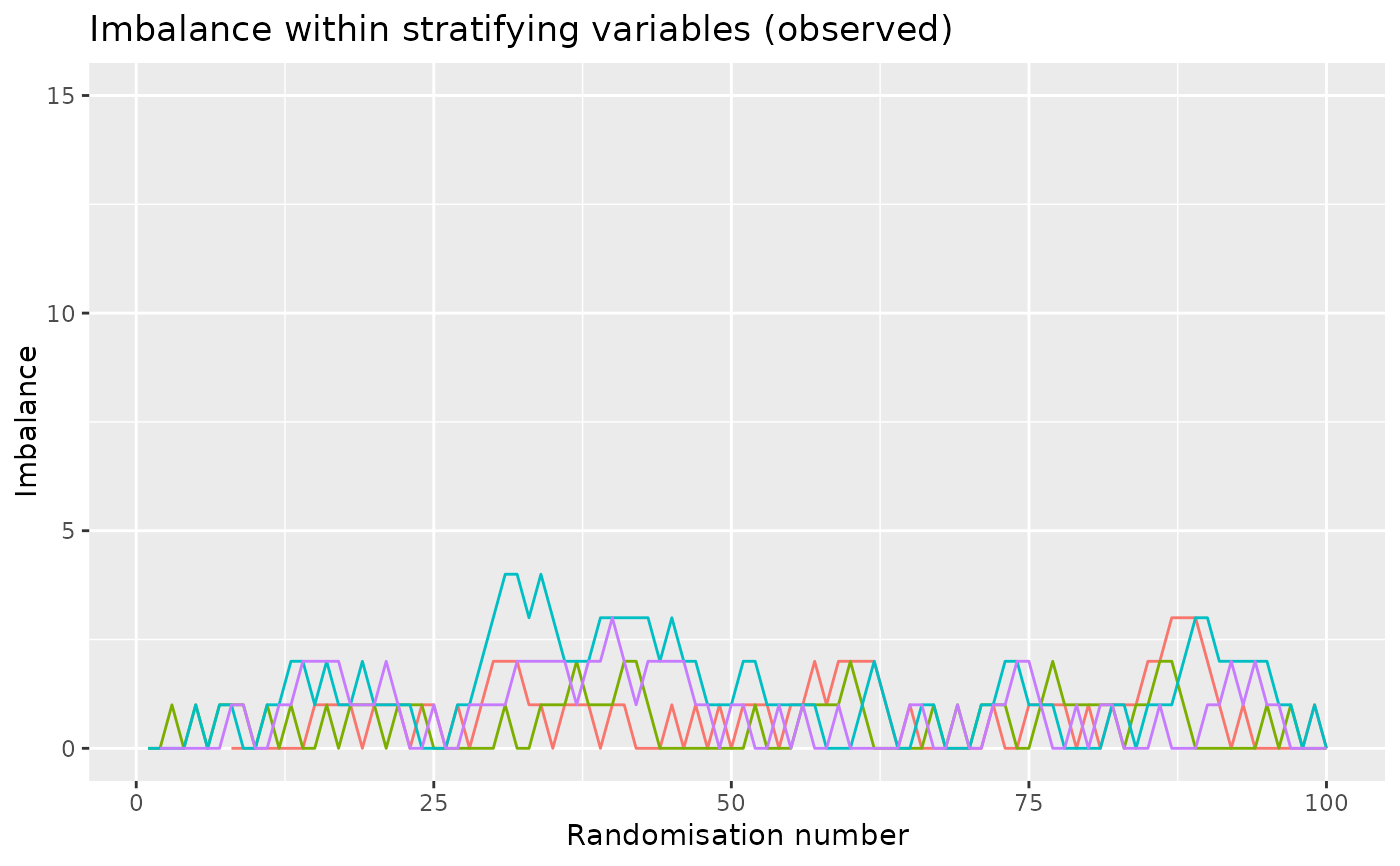 Imbalance within stratifying variables (observed)
15
10
5
0
Imbalance
0 25 50 75 100
Randomisation number